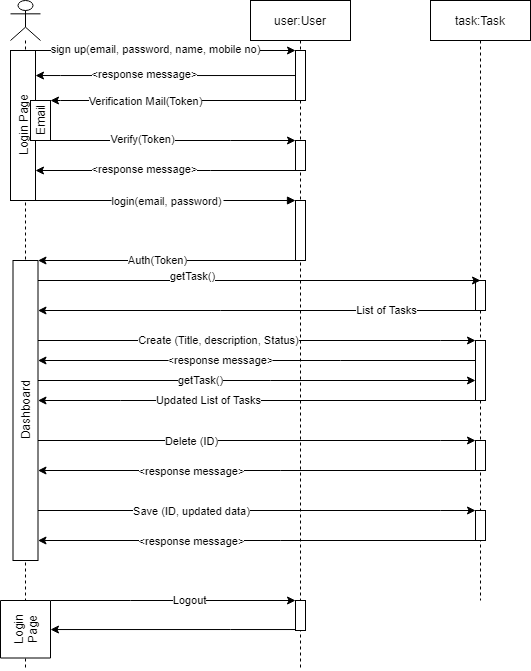 user:User
task:Task
sign up(email, password, name, mobile no)
<response message>
Verification Mail(Token)
Login Page
Email
Verify(Token)
<response message>
login(email, password)
Auth(Token)
getTask()
List of Tasks
Create (Title, description, Status)
<response message>
getTask()
Dashboard
Updated List of Tasks
Delete (ID)
<response message>
Save (ID, updated data)
<response message>
Logout
Login
Page